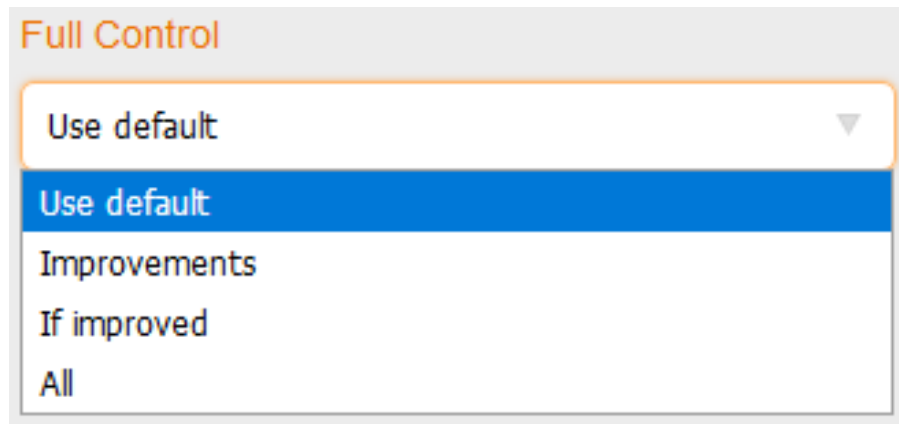 Full Control
Use default
Use default
Improvements
If improved
All